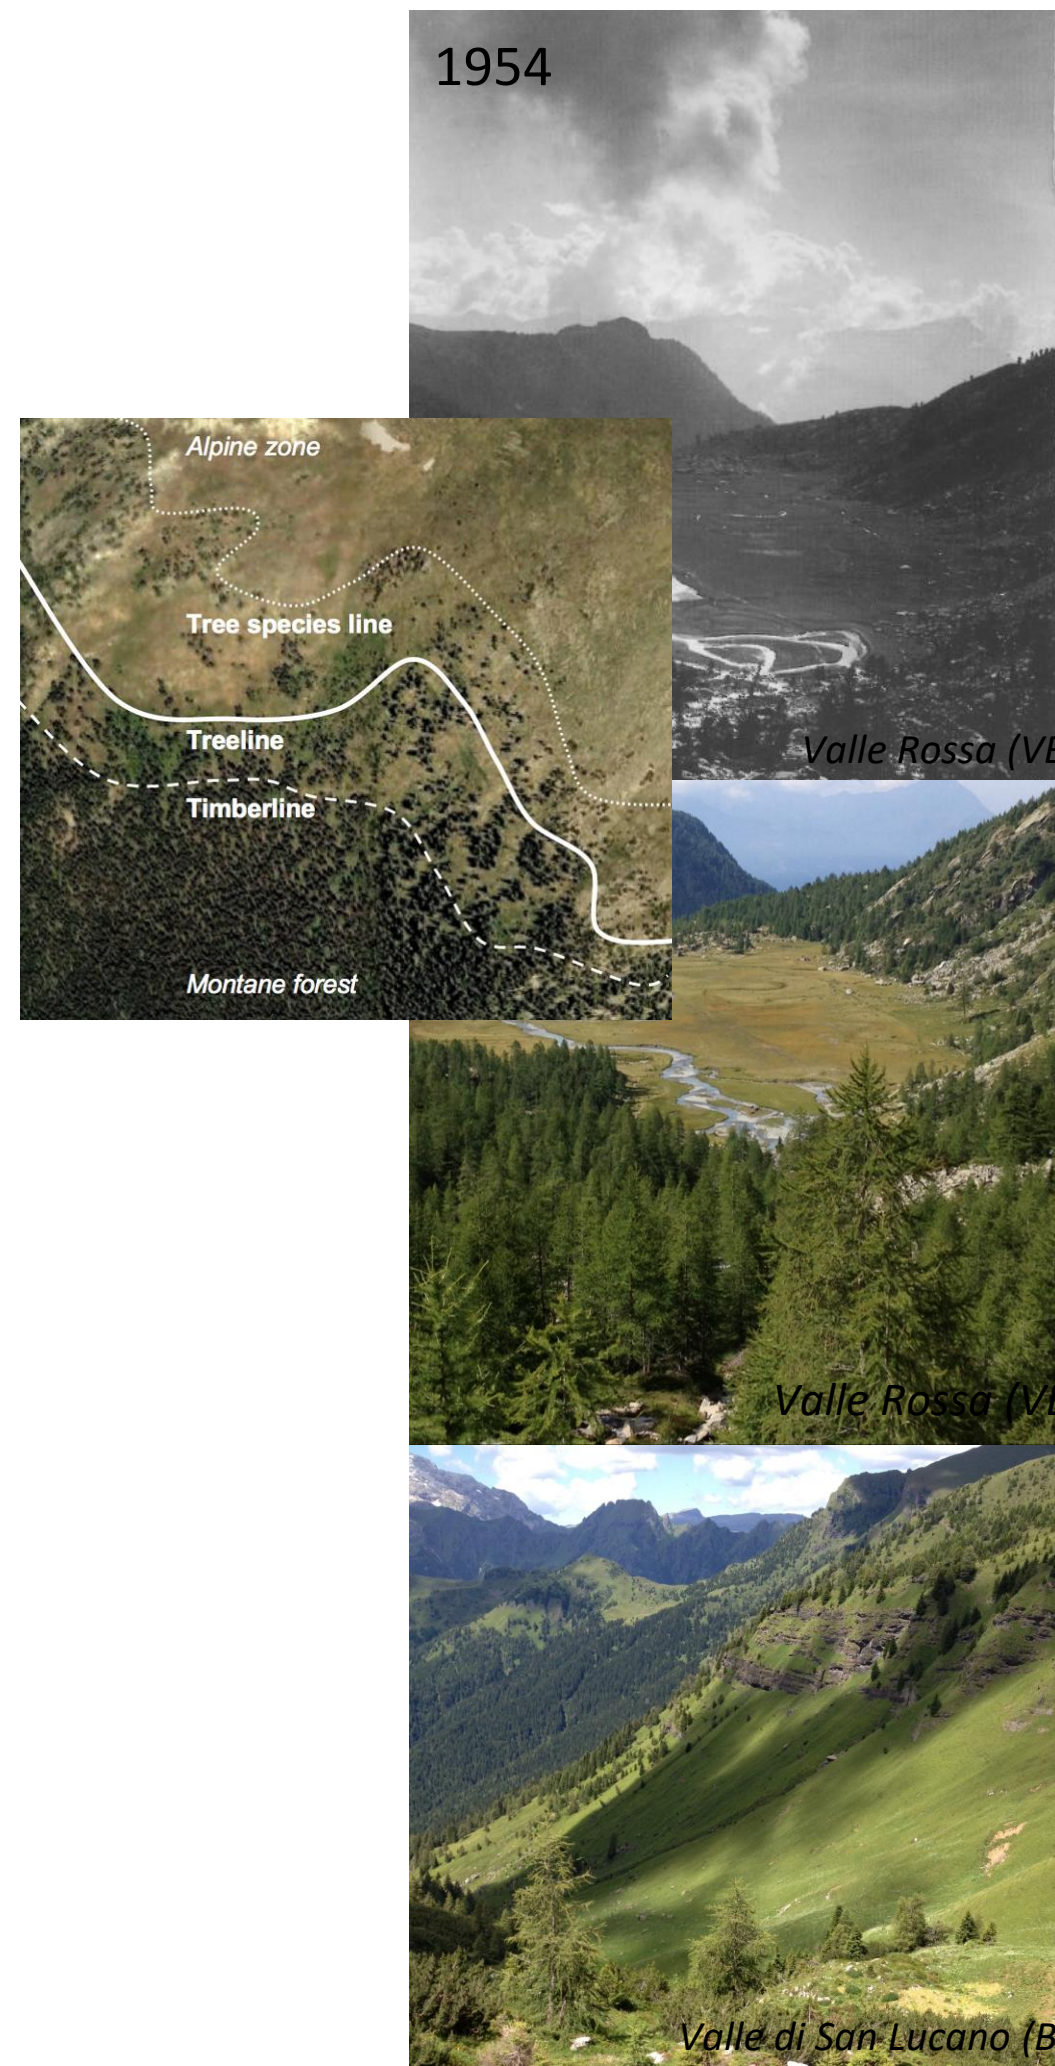 1954
Alpine zone
Tree species line
Treeline
Timberline
Montane forest
Valle Rossa
Valle Rossa
Valle di San Lucano